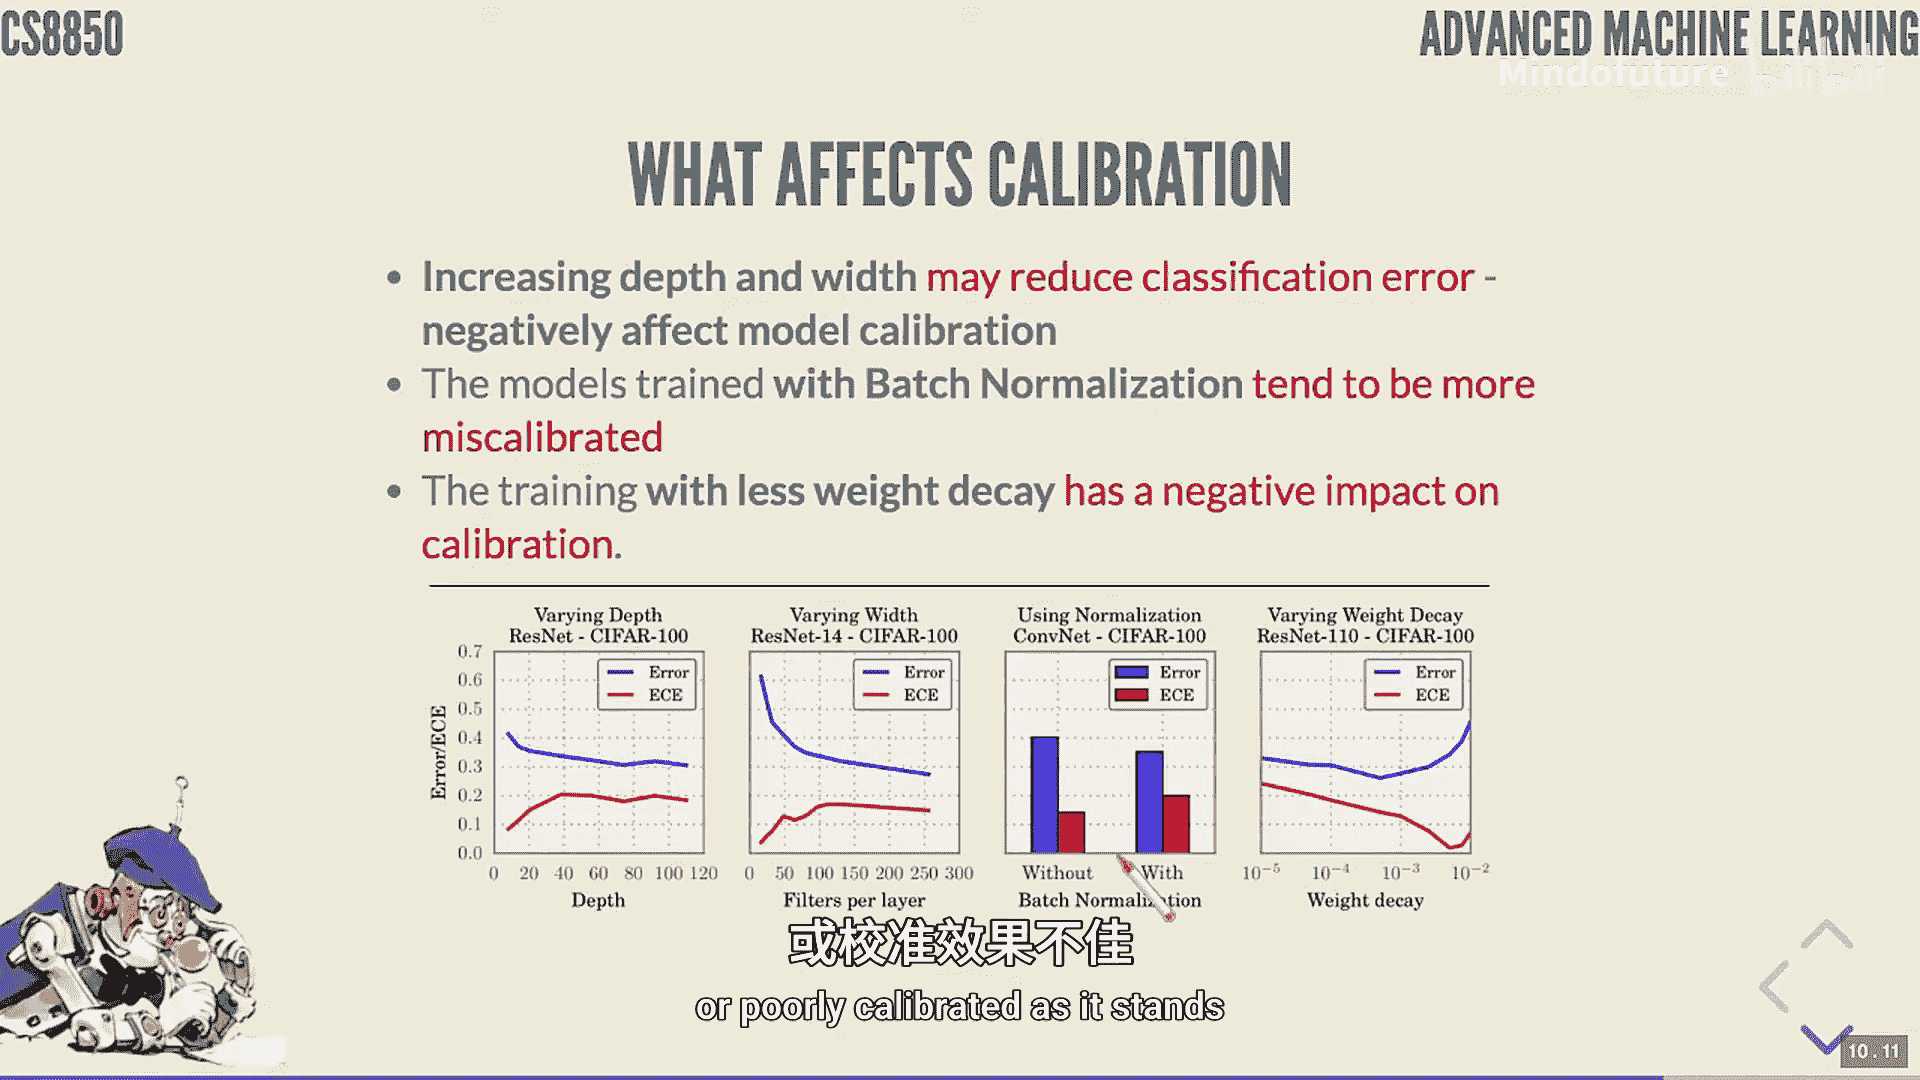 CS8850
ADVANCED MACHINE LEARNING
Mindofuture
WHAT AFFECTS CALIBRATION
• Increasing depth and width may reduce classification error -
negatively affect model calibration
• The models trained with Batch Normalization tend to be more
miscalibrated
• The training with less weight decay has a negative impact on
calibration.
Varying Depth
ResNet - CIFAR-100
Error
ECE
Error/ECE
0.7
0.6
0.5
0.4
0.3
0.2
0.1
0.0
0 20 40 60 80 100 120
Depth
Varying Width
ResNet-14 - CIFAR-100
Error
ECE
0 50 100 150 200 250 300
Filters per layer
Using Normalization
ConvNet - CIFAR-100
Error
ECE
Without With
Batch Normalization
Varying Weight Decay
ResNet-110 - CIFAR-100
Error
ECE
10⁻⁵ 10⁻⁴ 10⁻³ 10⁻²
Weight decay
或校准效果不佳
or poorly calibrated as it stands
10.11